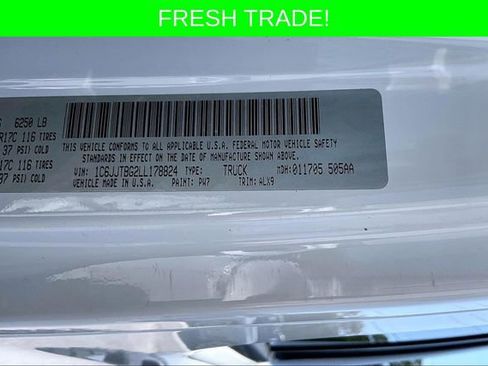 FRESH TRADE!
6250 LB
R17C 116 TIRES
37 PSI) COLD
17C 116 TIRES
37 PSI) COLD
THIS VEHICLE CONFORMS TO ALL APPLICABLE U.S.A. FEDERAL MOTOR VEHICLE SAFETY
STANDARDS IN EFFECT ON THE DATE OF MANUFACTURE SHOWN ABOVE.
VIN: 1C6JJTBG2LL178824 TYPE: TRUCK MDH: 011705 505AA
VEHICLE MADE IN U.S.A. PAINT: PW7 TRIM: ALX9